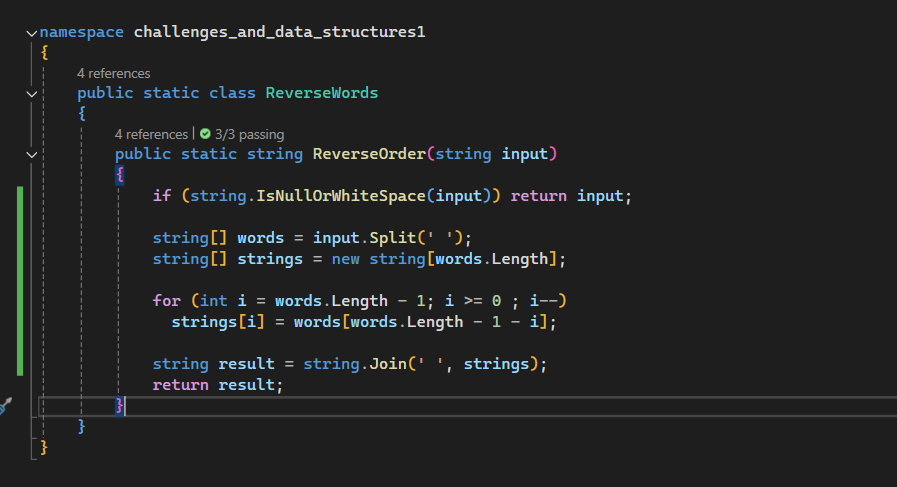 namespace challenges_and_data_structures1
{
4 references
public static class ReverseWords
{
4 references | 3/3 passing
public static string ReverseOrder(string input)
{
if (string.IsNullOrWhiteSpace(input)) return input;
string[] words = input.Split(' ');
string[] strings = new string[words.Length];
for (int i = words.Length - 1; i >= 0 ; i--)
strings[i] = words[words.Length - 1 - i];
string result = string.Join(' ', strings);
return result;
}
}
}